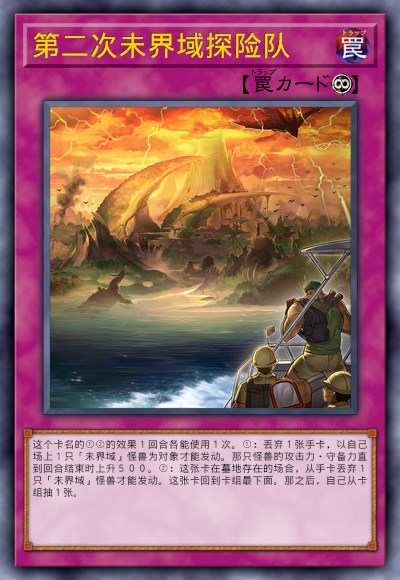 第二次未界域探险队
トラップ
罠
トラップ
【罠カード】
这个卡名的①②的效果１回合各能使用１次。①：丢弃１张手卡，以自己
场上１只「未界域」怪兽为对象才能发动。那只怪兽的攻击力·守备力直
到回合结束时上升５００。②：这张卡在墓地存在的场合，从手卡丢弃１
只「未界域」怪兽才能发动。这张卡回到卡组最下面。那之后，自己从卡
组抽１张。